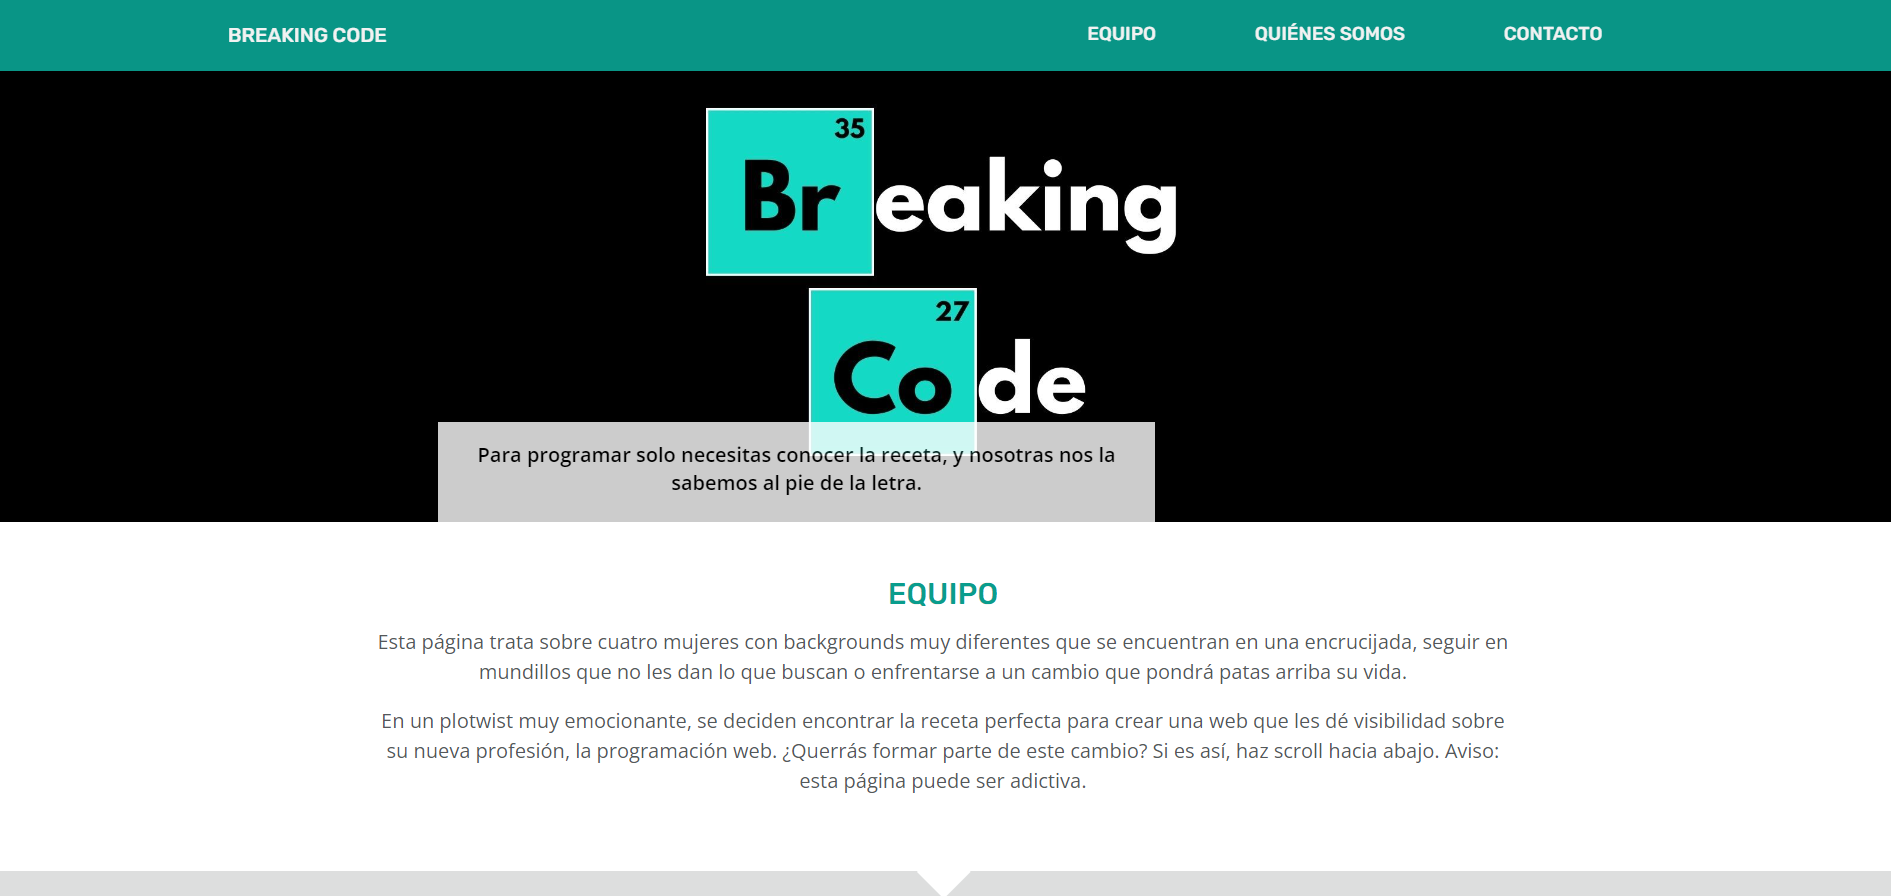 BREAKING CODE
EQUIPO
QUIÉNES SOMOS
CONTACTO
35
Breaking
27
Code
Para programar solo necesitas conocer la receta, y nosotras nos la
sabemos al pie de la letra.
EQUIPO
Esta página trata sobre cuatro mujeres con backgrounds muy diferentes que se encuentran en una encrucijada, seguir en
mundillos que no les dan lo que buscan o enfrentarse a un cambio que pondrá patas arriba su vida.
En un plotwist muy emocionante, se deciden encontrar la receta perfecta para crear una web que les dé visibilidad sobre
su nueva profesión, la programación web. ¿Querrás formar parte de este cambio? Si es así, haz scroll hacia abajo. Aviso:
esta página puede ser adictiva.